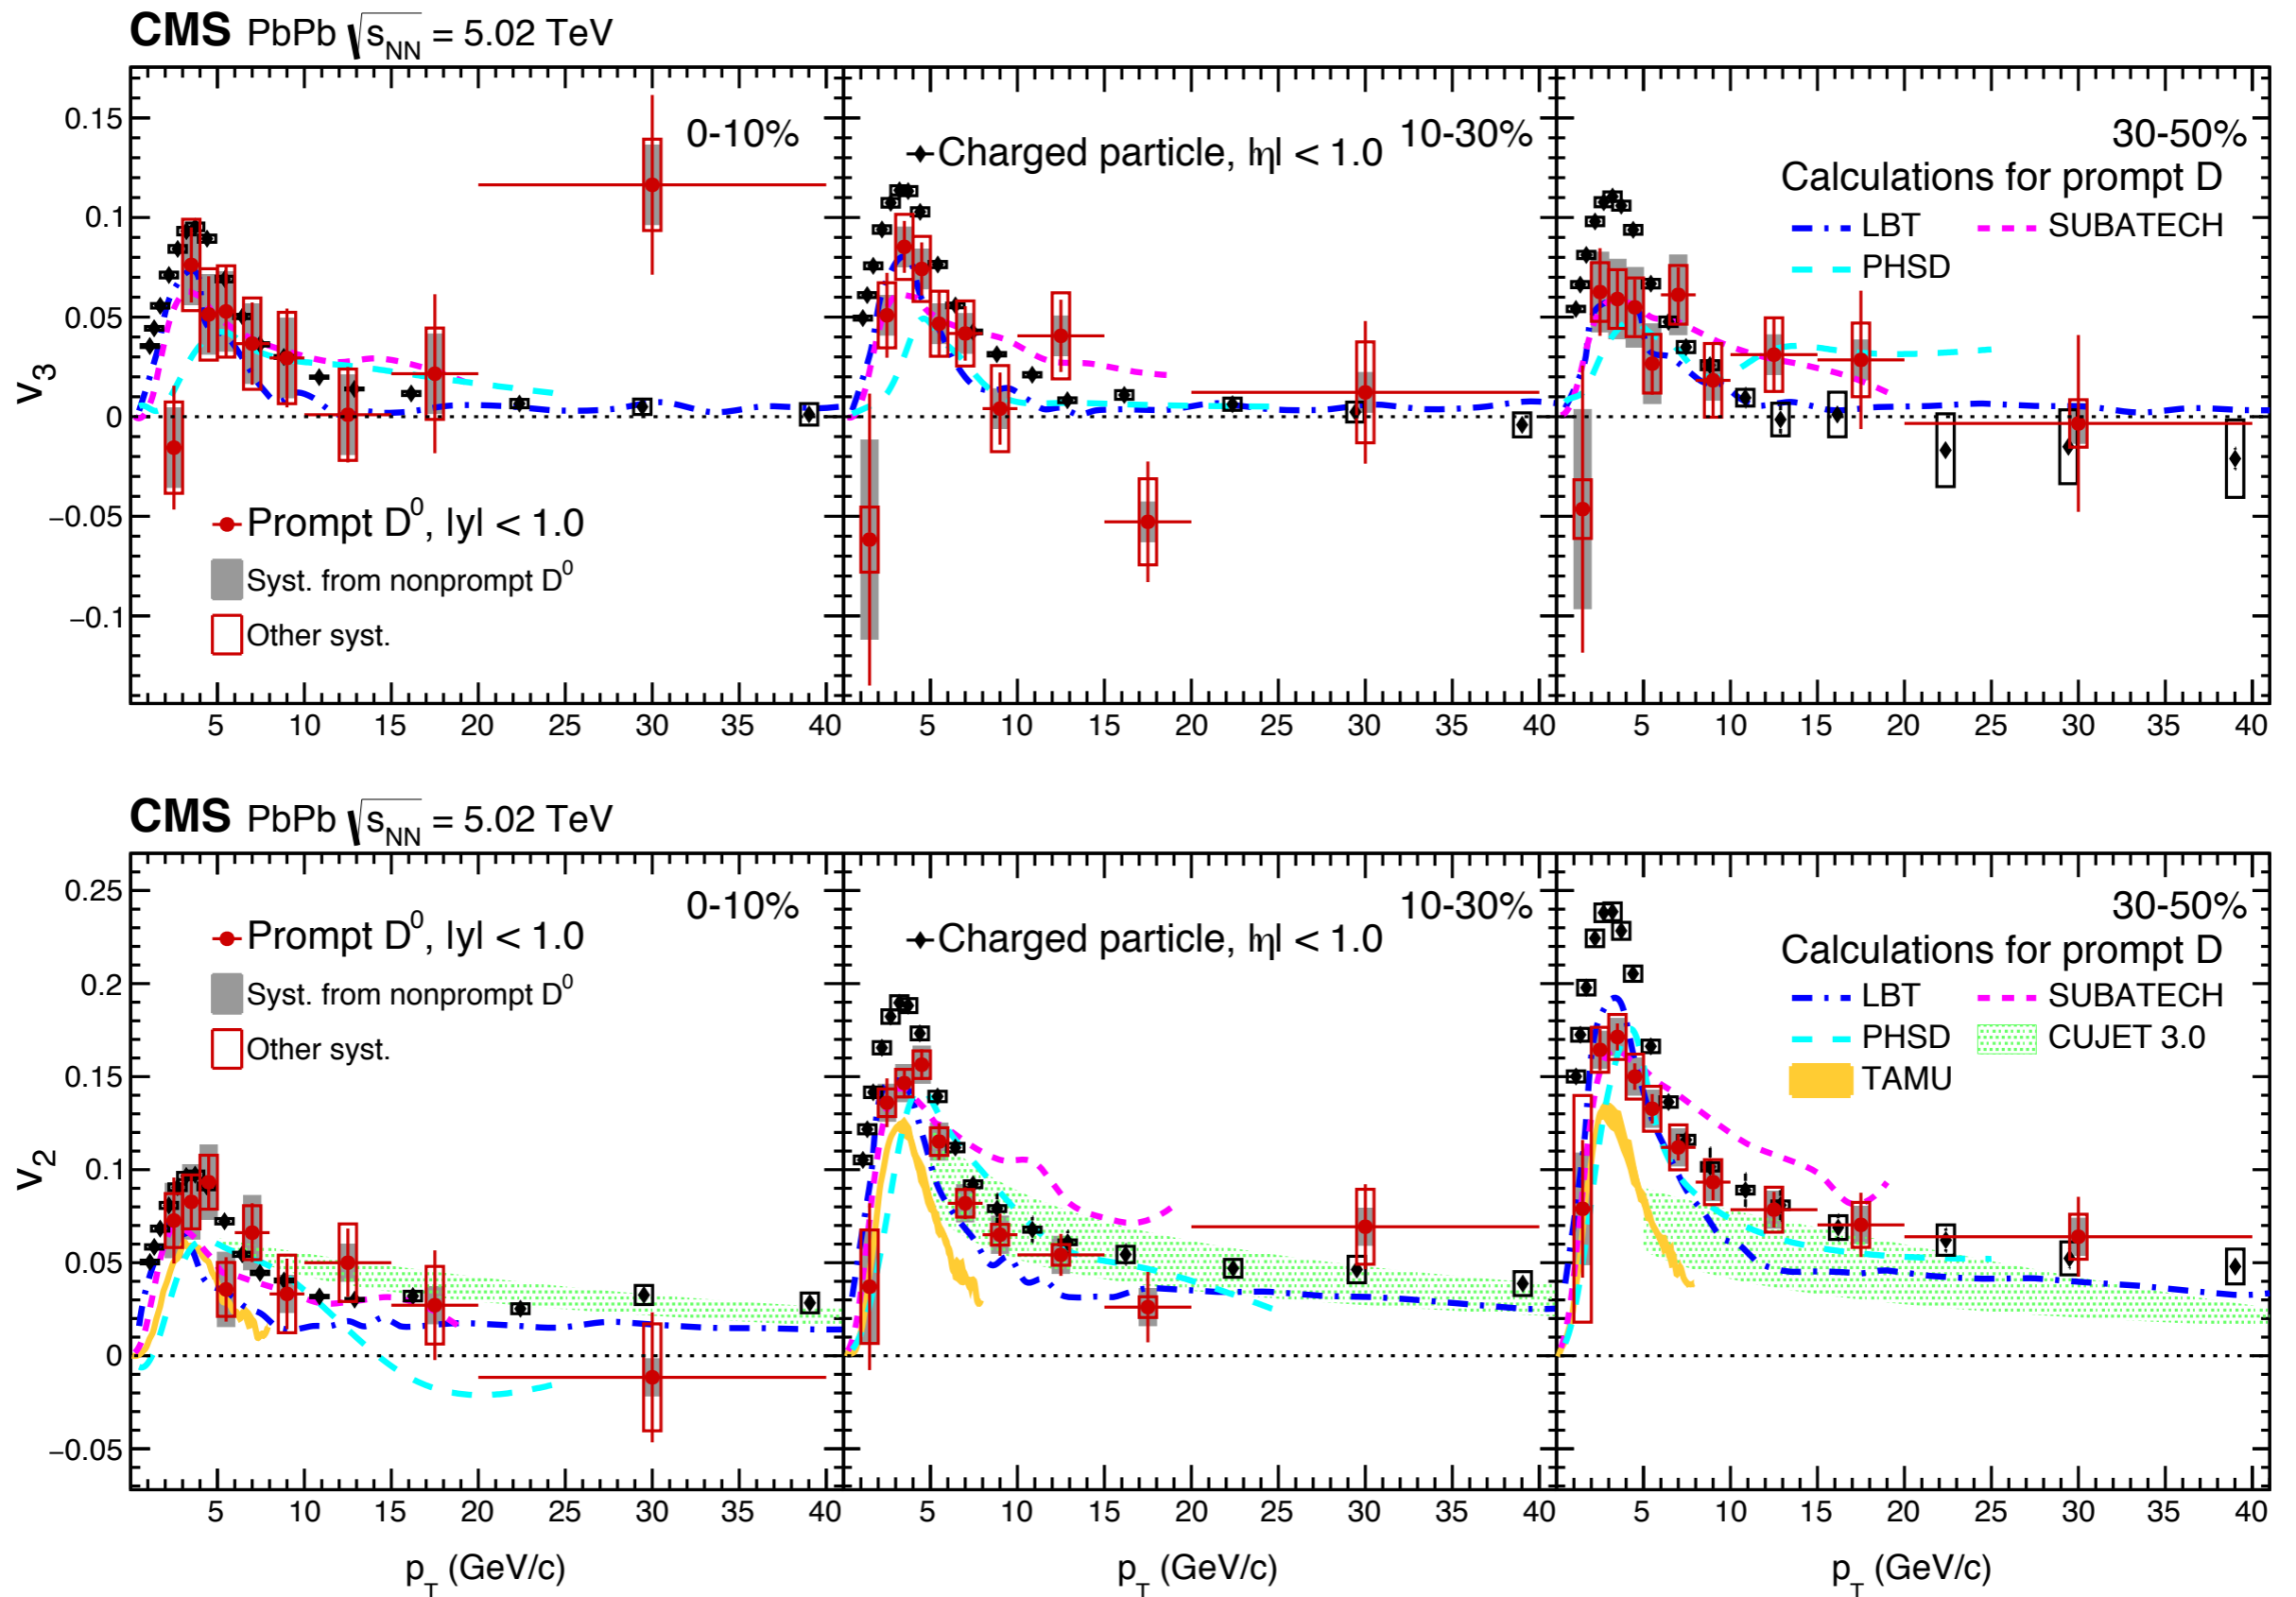 CMS PbPb √s_NN = 5.02 TeV
0-10%
Charged particle, |η| < 1.0
10-30%
30-50%
Calculations for prompt D
LBT
SUBATECH
PHSD
Prompt D⁰, |y| < 1.0
Syst. from nonprompt D⁰
Other syst.
v₃
0.15
0.1
0.05
0
−0.05
−0.1
5 10 15 20 25 30 35 40
5 10 15 20 25 30 35 40
5 10 15 20 25 30 35 40
CMS PbPb √s_NN = 5.02 TeV
0-10%
Prompt D⁰, |y| < 1.0
Syst. from nonprompt D⁰
Other syst.
10-30%
Charged particle, |η| < 1.0
30-50%
Calculations for prompt D
LBT
SUBATECH
PHSD
CUJET 3.0
TAMU
v₂
0.25
0.2
0.15
0.1
0.05
0
−0.05
5 10 15 20 25 30 35 40
5 10 15 20 25 30 35 40
5 10 15 20 25 30 35 40
p_T (GeV/c)
p_T (GeV/c)
p_T (GeV/c)